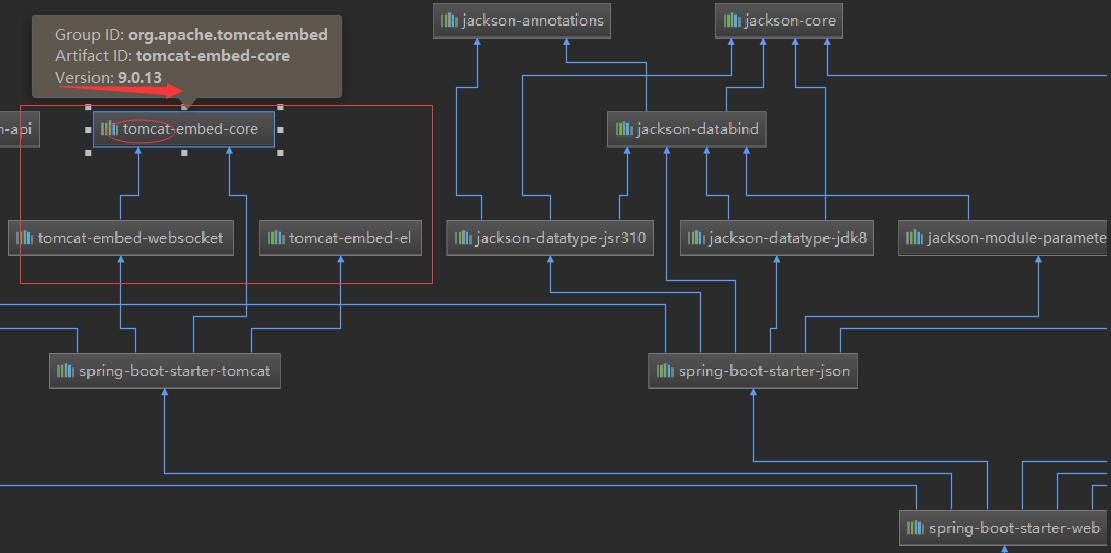 jackson-annotations
jackson-core
Group ID: org.apache.tomcat.embed
Artifact ID: tomcat-embed-core
Version: 9.0.13
n-api
tomcat-embed-core
jackson-databind
tomcat-embed-websocket
tomcat-embed-el
jackson-datatype-jsr310
jackson-datatype-jdk8
jackson-module-paramete
spring-boot-starter-tomcat
spring-boot-starter-json
spring-boot-starter-web